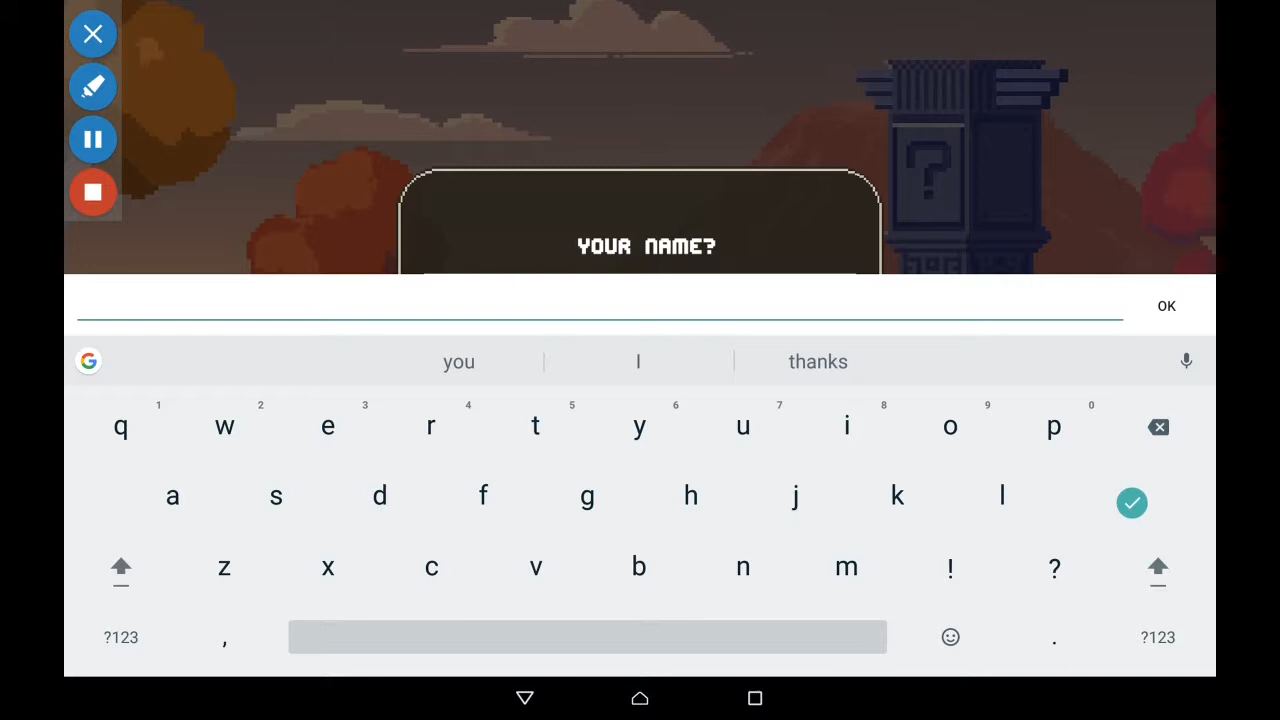 ?
YOUR NAME?
OK
you I thanks
1 2 3 4 5 6 7 8 9 0
q w e r t y u i o p
a s d f g h j k l
z x c v b n m ! ?
?123 , . ?123